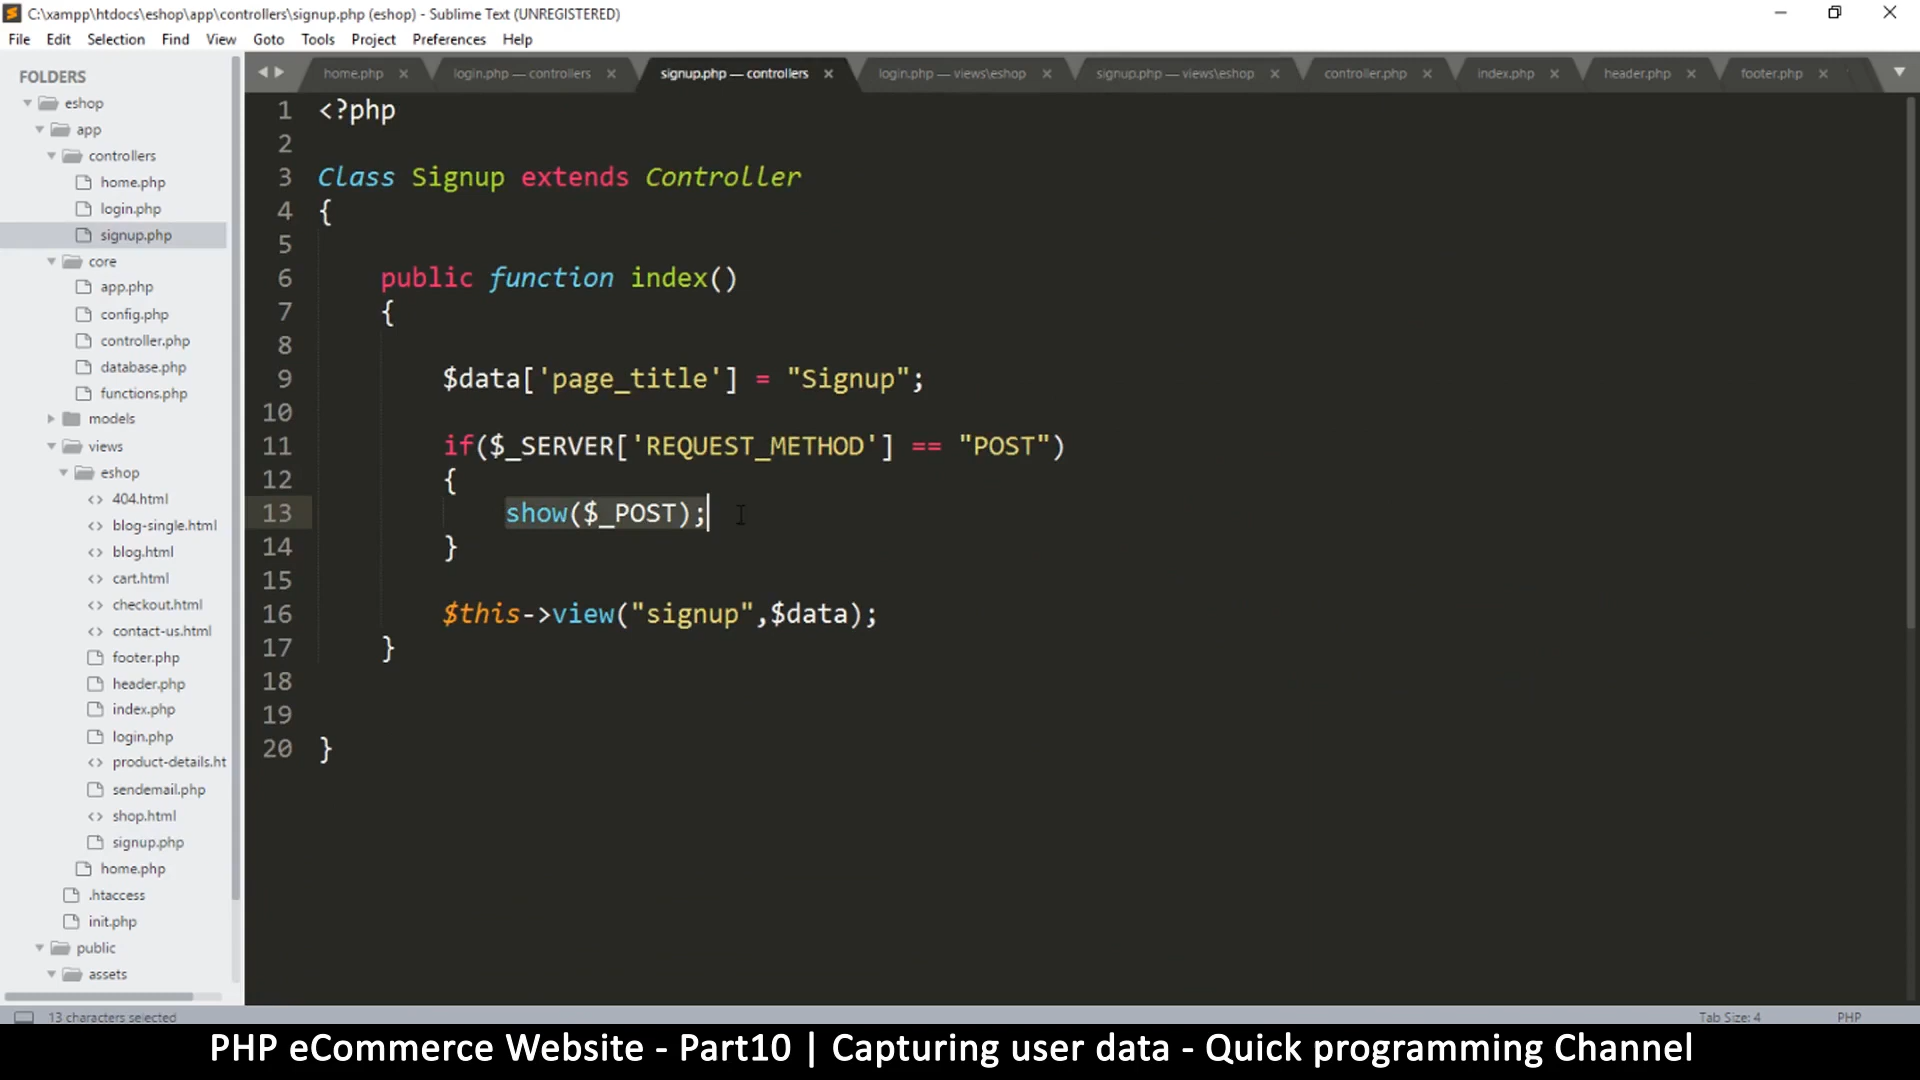 C:\xampp\htdocs\eshop\app\controllers\signup.php (eshop) - Sublime Text (UNREGISTERED)
File Edit Selection Find View Goto Tools Project Preferences Help
home.php login.php — controllers signup.php — controllers login.php — views\eshop signup.php — views\eshop controller.php index.php header.php footer.php
FOLDERS
eshop
app
controllers
home.php
login.php
signup.php
core
app.php
config.php
controller.php
database.php
functions.php
models
views
eshop
404.html
blog-single.html
blog.html
cart.html
checkout.html
contact-us.html
footer.php
header.php
index.php
login.php
product-details.ht
sendemail.php
shop.html
signup.php
home.php
.htaccess
init.php
public
assets
1 <?php
2
3 Class Signup extends Controller
4 {
5
6 public function index()
7 {
8
9 $data['page_title'] = "Signup";
10
11 if($_SERVER['REQUEST_METHOD'] == "POST")
12 {
13 show($_POST);
14 }
15
16 $this->view("signup",$data);
17 }
18
19
20 }
13 characters selected Tab Size: 4 PHP
PHP eCommerce Website - Part10 | Capturing user data - Quick programming Channel